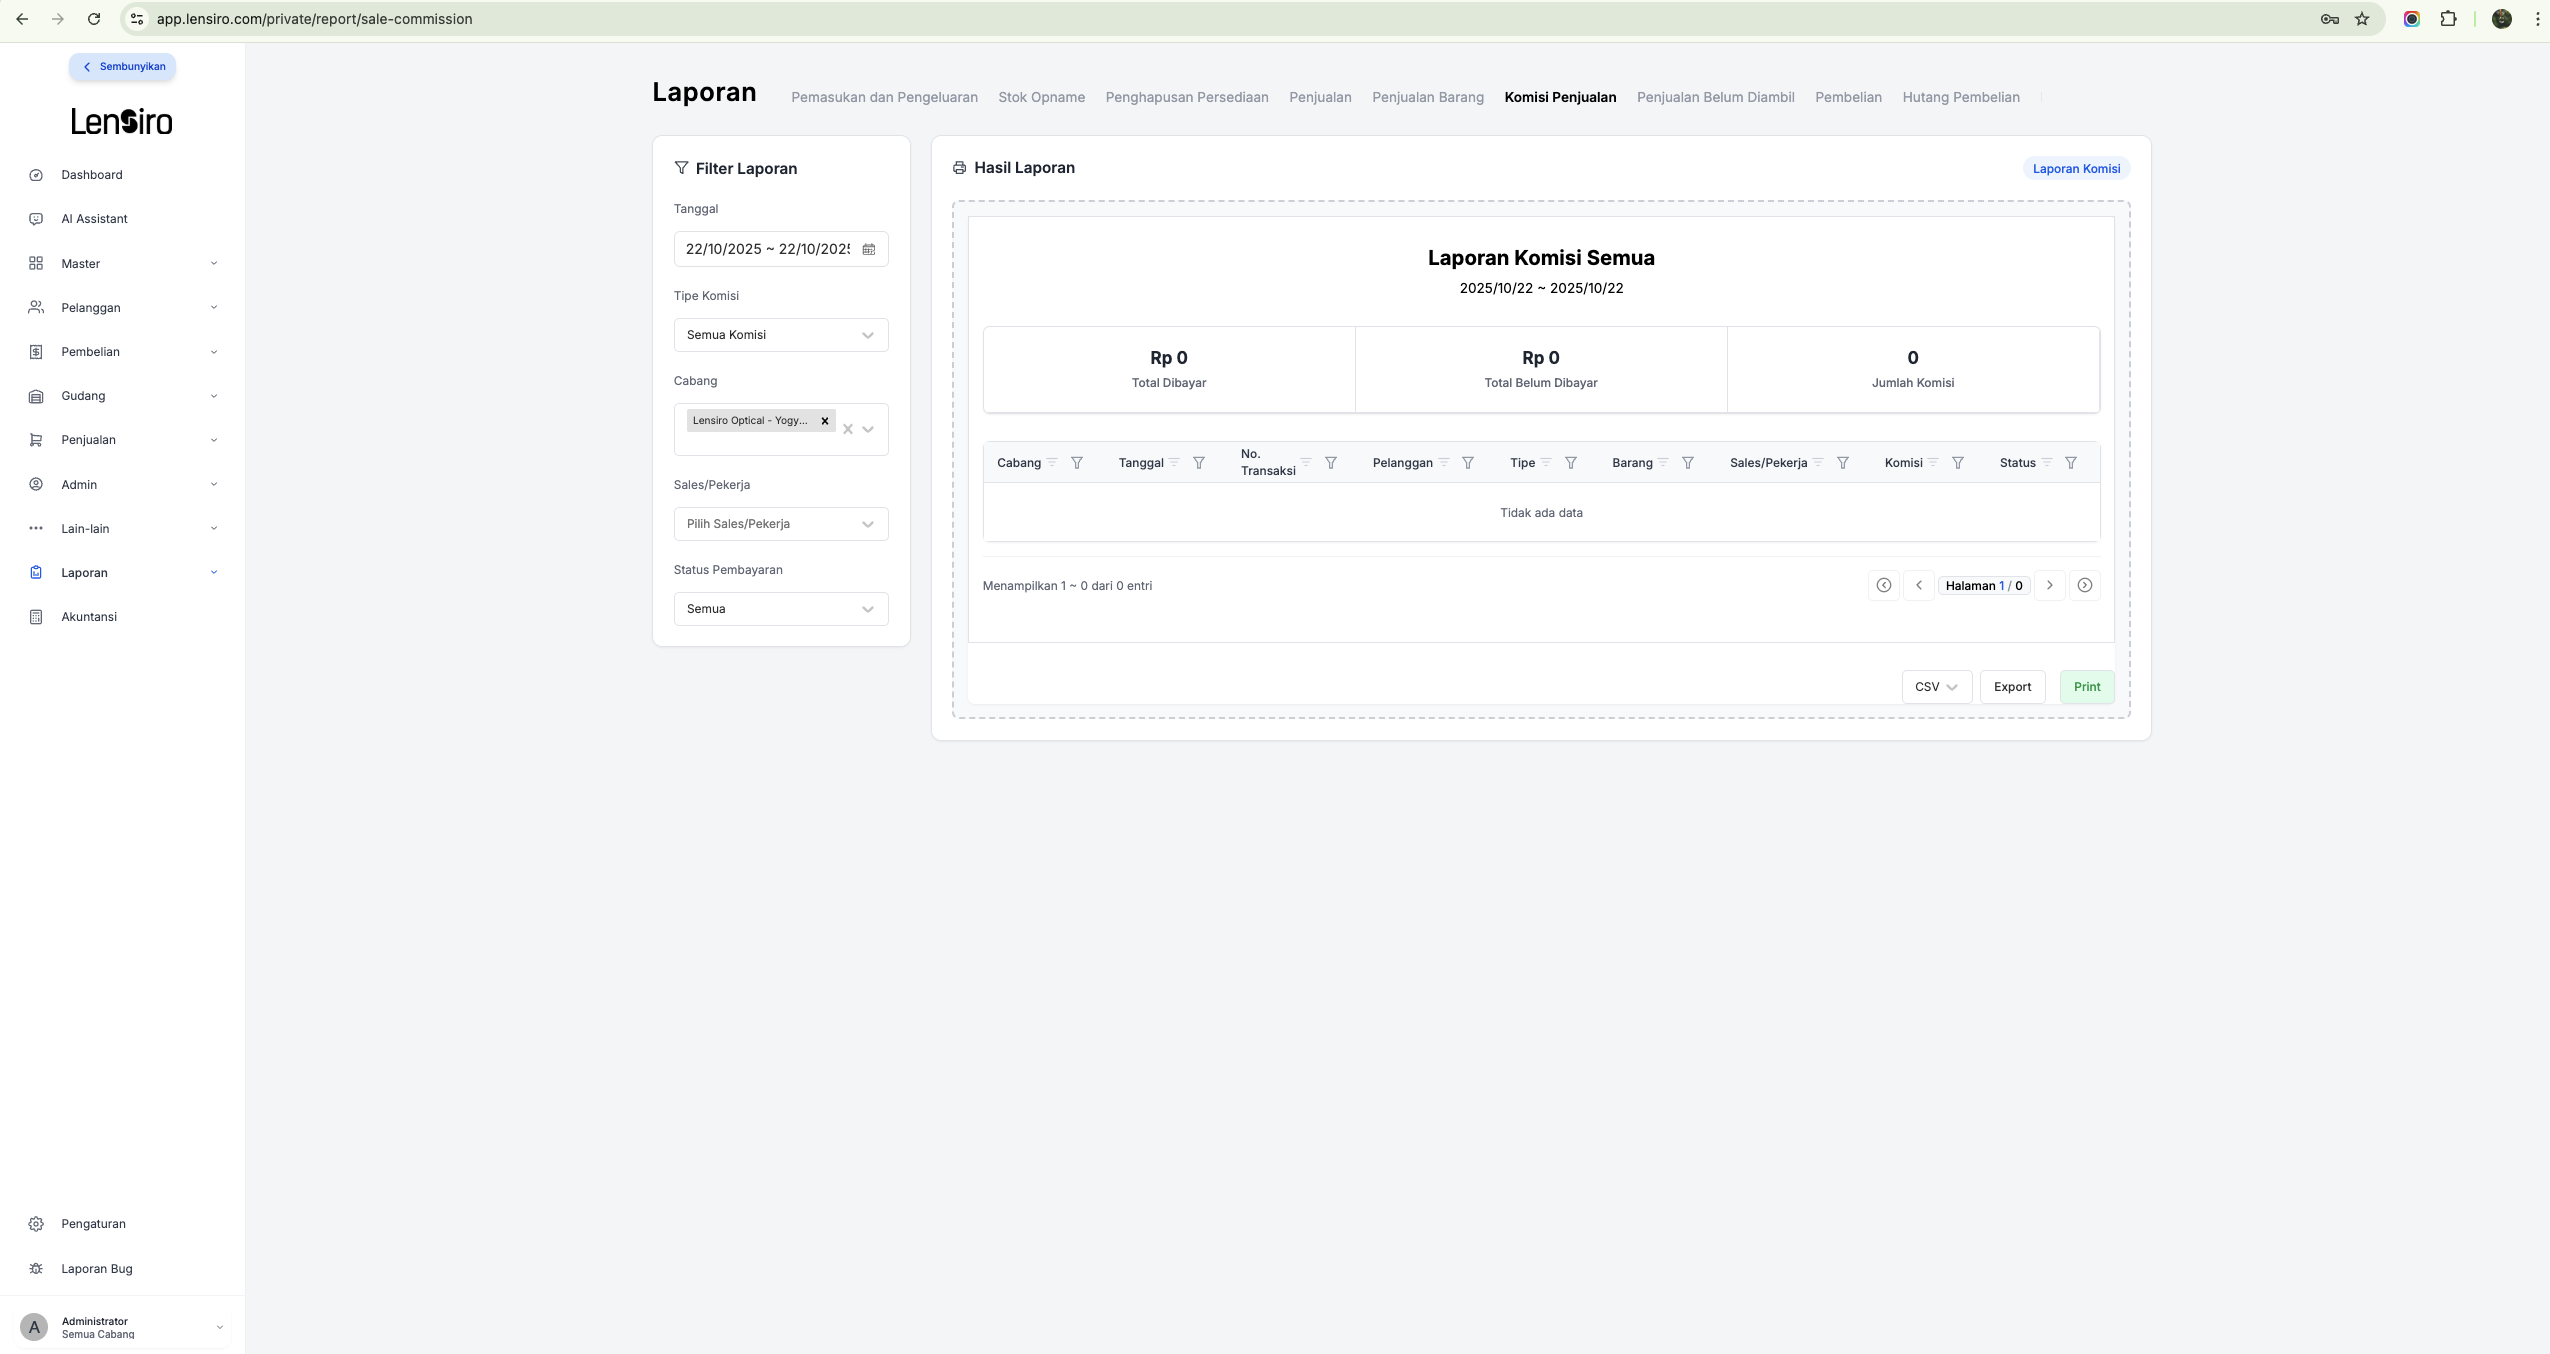 app.lensiro.com/private/report/sale-commission
Sembunyikan
Lensiro
Dashboard
AI Assistant
Master
Pelanggan
Pembelian
Gudang
Penjualan
Admin
Lain-lain
Laporan
Akuntansi
Pengaturan
Laporan Bug
A
Administrator
Semua Cabang
Laporan
Pemasukan dan Pengeluaran Stok Opname Penghapusan Persediaan Penjualan Penjualan Barang Komisi Penjualan Penjualan Belum Diambil Pembelian Hutang Pembelian
Filter Laporan
Tanggal
22/10/2025 ~ 22/10/2025
Tipe Komisi
Semua Komisi
Cabang
Lensiro Optical - Yogy...
Sales/Pekerja
Pilih Sales/Pekerja
Status Pembayaran
Semua
Hasil Laporan
Laporan Komisi
Laporan Komisi Semua
2025/10/22 ~ 2025/10/22
Rp 0 Rp 0 0
Total Dibayar Total Belum Dibayar Jumlah Komisi
Cabang Tanggal No. Transaksi Pelanggan Tipe Barang Sales/Pekerja Komisi Status
Tidak ada data
Menampilkan 1 ~ 0 dari 0 entri
Halaman 1 / 0
CSV Export Print